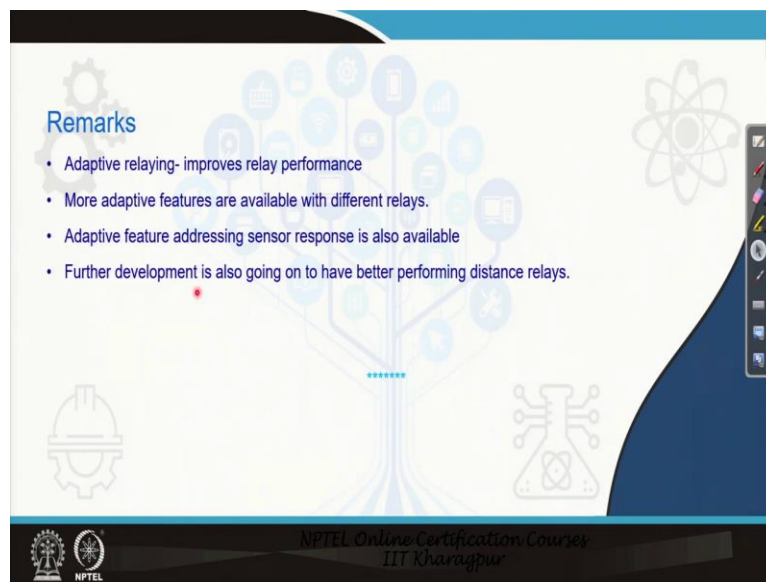 Remarks
• Adaptive relaying- improves relay performance
• More adaptive features are available with different relays.
• Adaptive feature addressing sensor response is also available
• Further development is also going on to have better performing distance relays.
*******
NPTEL Online Certification Courses
IIT Kharagpur
NPTEL